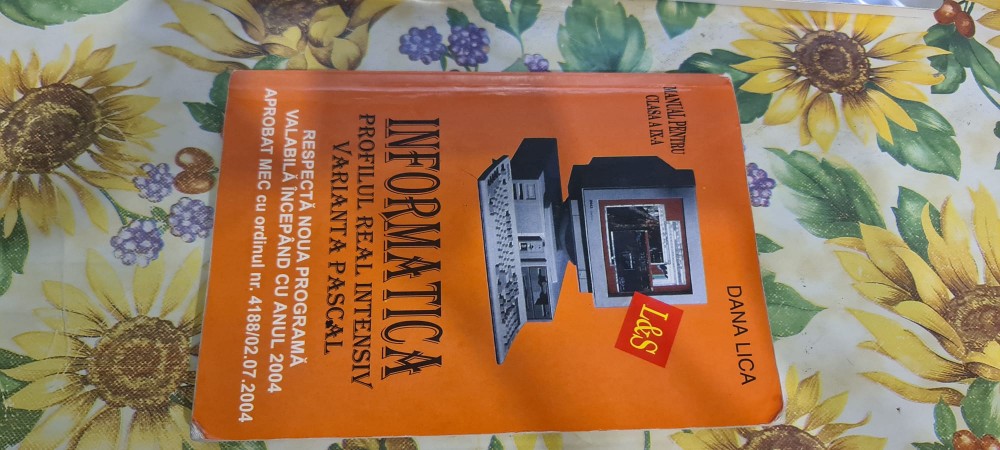 DANA LICA
MANUAL PENTRU
CLASA A IX-A
L&S
INFORMATICA
PROFILUL REAL INTENSIV
VARIANTA PASCAL
RESPECTĂ NOUA PROGRAMĂ
VALABILĂ ÎNCEPÂND CU ANUL 2004
APROBAT MEC cu ordinul nr. 4188/02.07.2004